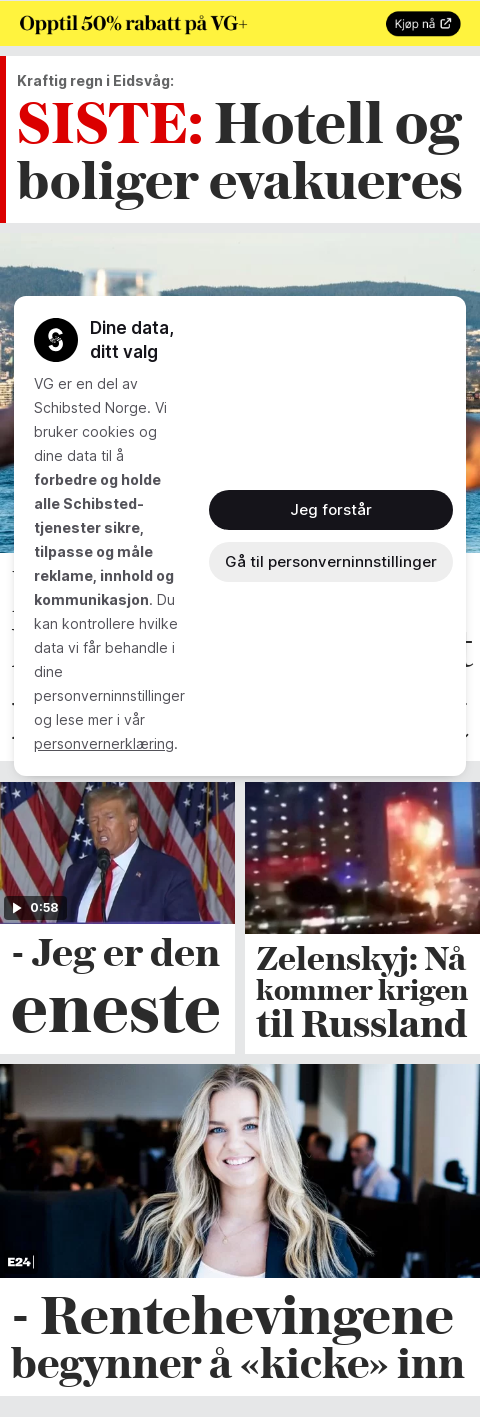 Opptil 50% rabatt på VG+
Kjøp nå
Kraftig regn i Eidsvåg:
SISTE: Hotell og
boliger evakueres
Dine data,
ditt valg
VG er en del av
Schibsted Norge. Vi
bruker cookies og
dine data til å
forbedre og holde
alle Schibsted-
tjenester sikre,
tilpasse og måle
reklame, innhold og
kommunikasjon. Du
kan kontrollere hvilke
data vi får behandle i
dine
personverninnstillinger
og lese mer i vår
personvernerklæring.
Jeg forstår
Gå til personverninnstillinger
0:58
- Jeg er den
eneste
Zelenskyj: Nå
kommer krigen
til Russland
E24
- Rentehevingene
begynner å «kicke» inn